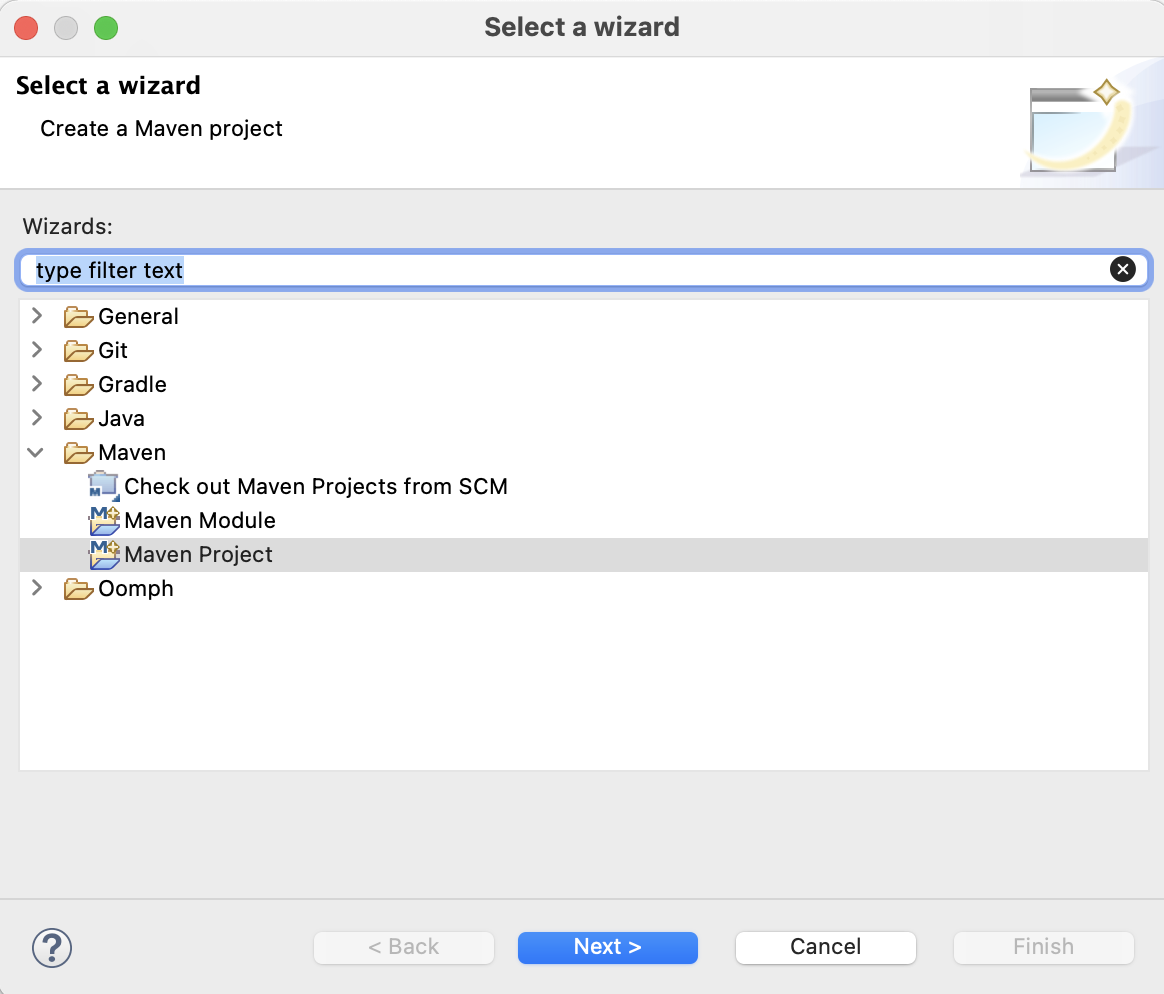 Select a wizard
Select a wizard
Create a Maven project
Wizards:
type filter text
General
Git
Gradle
Java
Maven
Check out Maven Projects from SCM
Maven Module
Maven Project
Oomph
? < Back Next > Cancel Finish